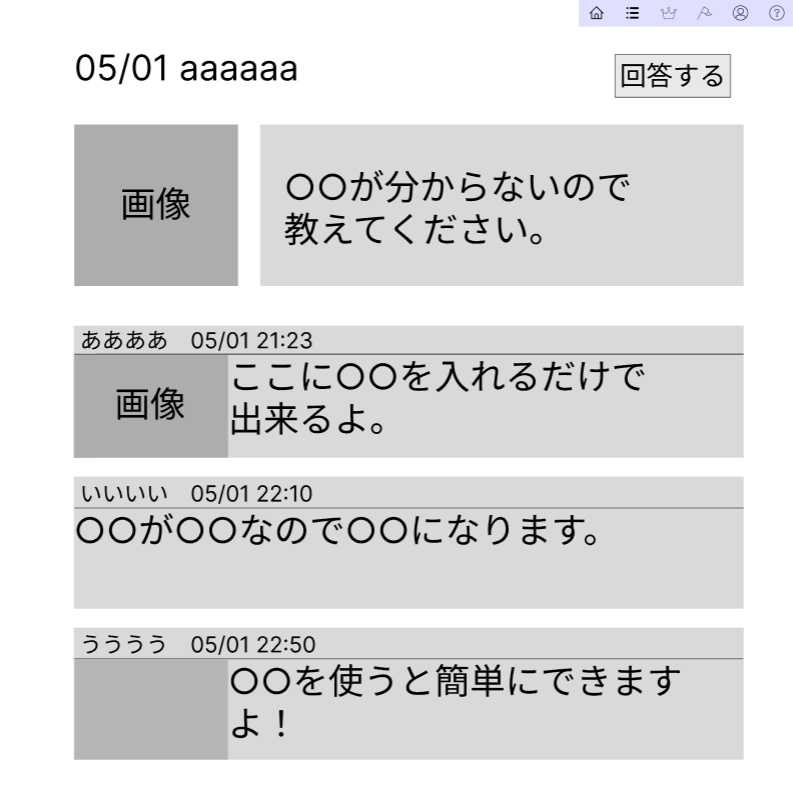 05/01 aaaaaa
回答する
画像
〇〇が分からないので
教えてください。
ああああ 05/01 21:23
画像
ここに〇〇を入れるだけで
出来るよ。
いいいい 05/01 22:10
〇〇が〇〇なので〇〇になります。
うううう 05/01 22:50
〇〇を使うと簡単にできます
よ！